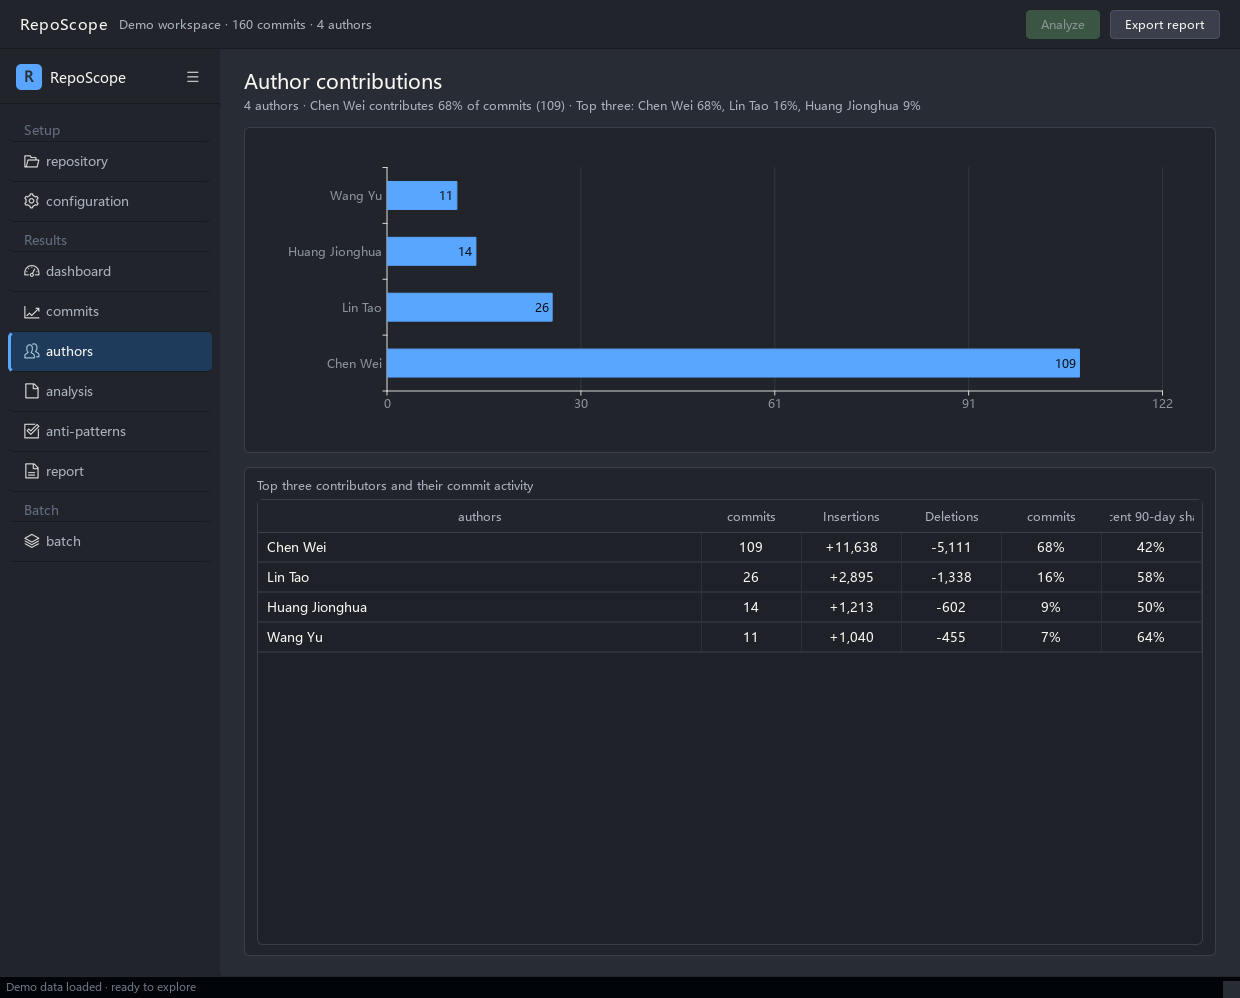 RepoScope Demo workspace · 160 commits · 4 authors Analyze Export report
R RepoScope
Setup
repository
configuration
Results
dashboard
commits
authors
analysis
anti-patterns
report
Batch
batch
Author contributions
4 authors · Chen Wei contributes 68% of commits (109) · Top three: Chen Wei 68%, Lin Tao 16%, Huang Jionghua 9%
Wang Yu 11
Huang Jionghua 14
Lin Tao 26
Chen Wei 109
0 30 61 91 122
Top three contributors and their commit activity
authors commits Insertions Deletions commits 90-day
Chen Wei 109 +11,638 -5,111 68% 42%
Lin Tao 26 +2,895 -1,338 16% 58%
Huang Jionghua 14 +1,213 -602 9% 50%
Wang Yu 11 +1,040 -455 7% 64%
Demo data loaded · ready to explore